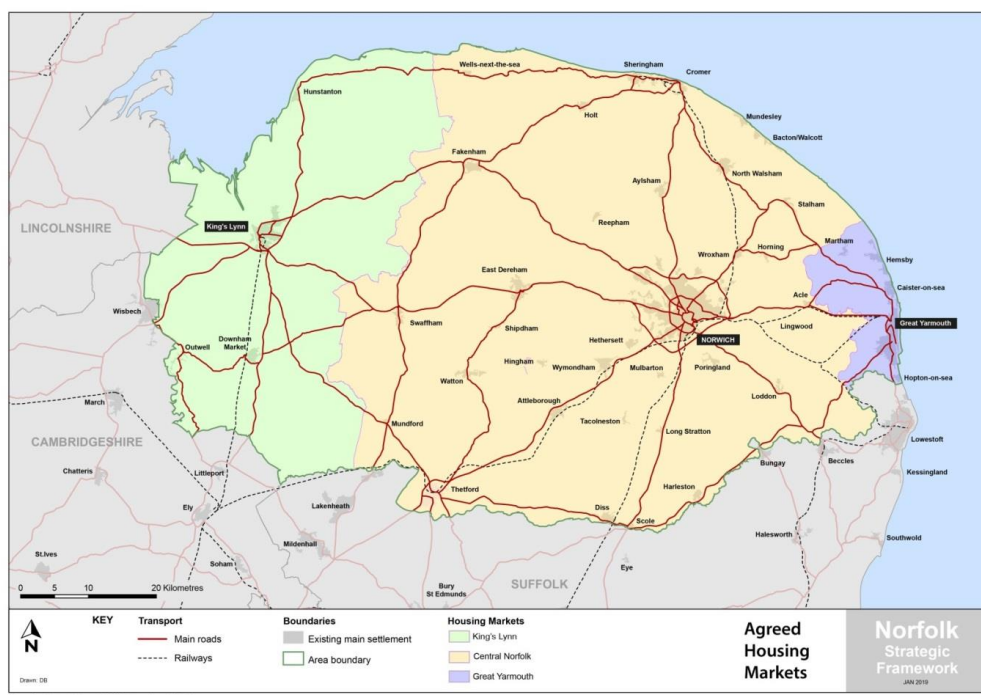 Wells-next-the-sea
Sheringham
Cromer
Hunstanton
Holt
Mundesley
Bacton/Walcott
Fakenham
North Walsham
Aylsham
Stalham
Reepham
King's Lynn
LINCOLNSHIRE
Martham
Wroxham
Horning
Hemsby
East Dereham
Caister-on-sea
Acle
Wisbech
Great Yarmouth
Swaffham
Shipdham
Lingwood
Outwell
Downham
Market
Hethersett
NORWICH
Hingham
Wymondham
Mulbarton
Poringland
Hopton-on-sea
Watton
Attleborough
Loddon
March
Mundford
Tacolneston
Long Stratton
CAMBRIDGESHIRE
Lowestoft
Chatteris
Littleport
Bungay
Beccles
Kessingland
Thetford
Harleston
Lakenheath
Ely
Diss
Scole
Halesworth
Southwold
Mildenhall
St.Ives
Soham
Eye
Bury
St Edmunds
SUFFOLK
0 5 10 20 Kilometres
N
KEY
Transport
Main roads
Railways
Boundaries
Existing main settlement
Area boundary
Housing Markets
King's Lynn
Central Norfolk
Great Yarmouth
Agreed
Housing
Markets
Norfolk
Strategic
Framework
JAN 2019
Drawn: DB